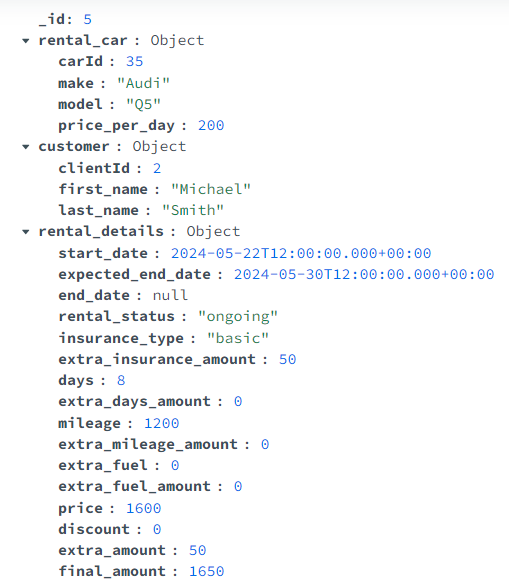 _id: 5
rental_car : Object
carId : 35
make : "Audi"
model : "Q5"
price_per_day : 200
customer : Object
clientId : 2
first_name : "Michael"
last_name : "Smith"
rental_details : Object
start_date : 2024-05-22T12:00:00.000+00:00
expected_end_date : 2024-05-30T12:00:00.000+00:00
end_date : null
rental_status : "ongoing"
insurance_type : "basic"
extra_insurance_amount : 50
days : 8
extra_days_amount : 0
mileage : 1200
extra_mileage_amount : 0
extra_fuel : 0
extra_fuel_amount : 0
price : 1600
discount : 0
extra_amount : 50
final_amount : 1650